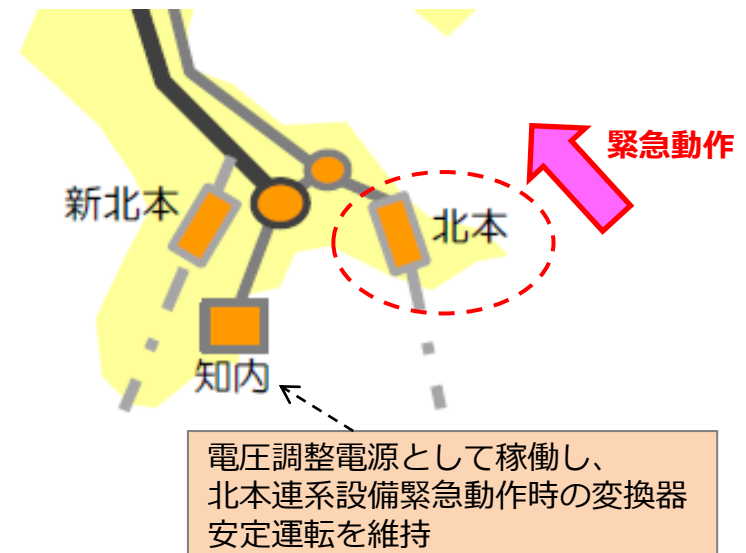 緊急動作
新北本
北本
知内
電圧調整電源として稼働し、
北本連系設備緊急動作時の変換器
安定運転を維持